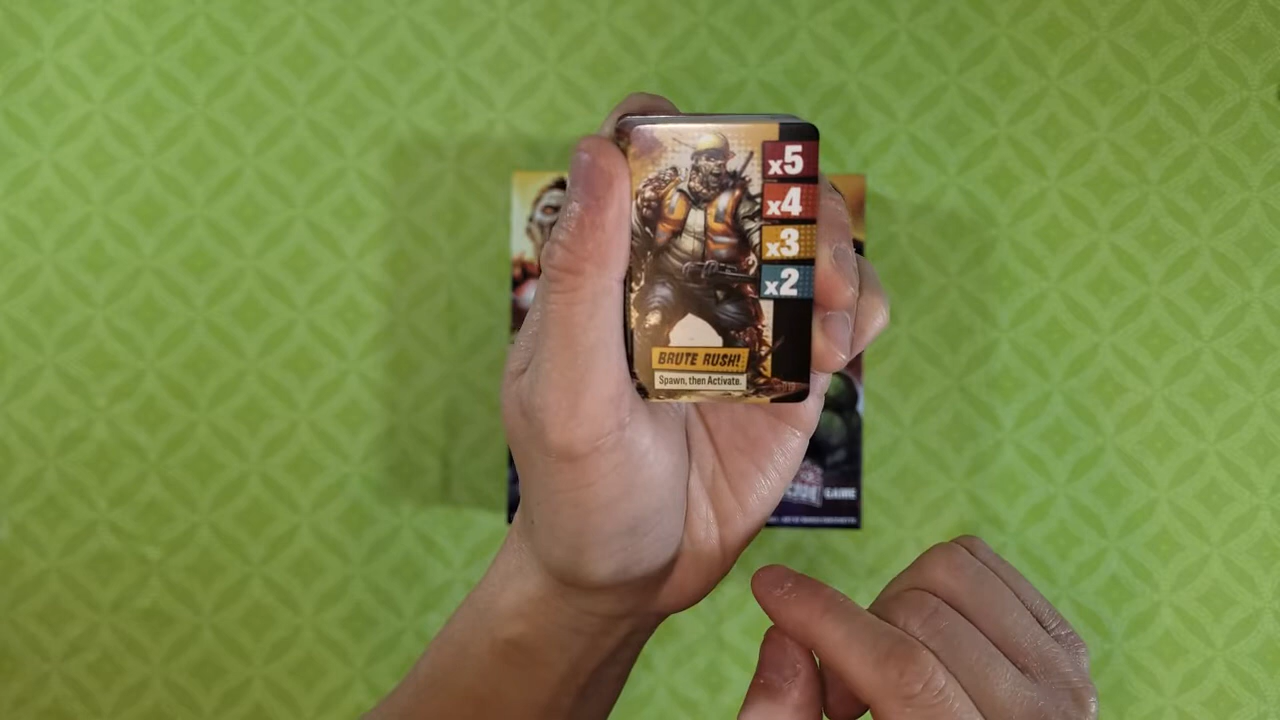 x5
x4
x3
x2
BRUTE RUSH!
Spawn, then Activate.
GAME